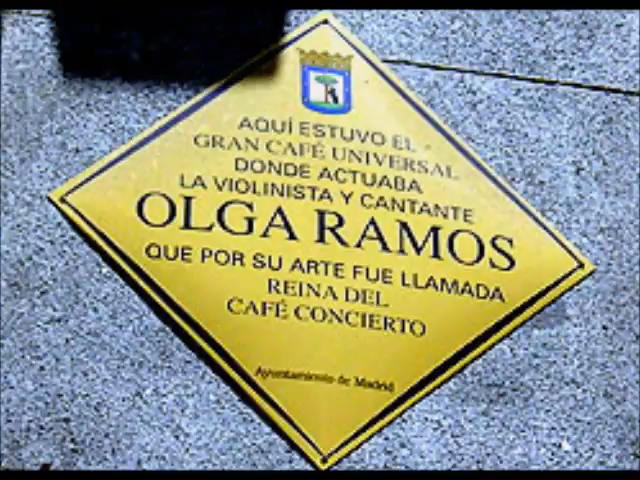 AQUÍ ESTUVO EL
GRAN CAFÉ UNIVERSAL
DONDE ACTUABA
LA VIOLINISTA Y CANTANTE
OLGA RAMOS
QUE POR SU ARTE FUE LLAMADA
REINA DEL
CAFÉ CONCIERTO
Ayuntamiento de Madrid